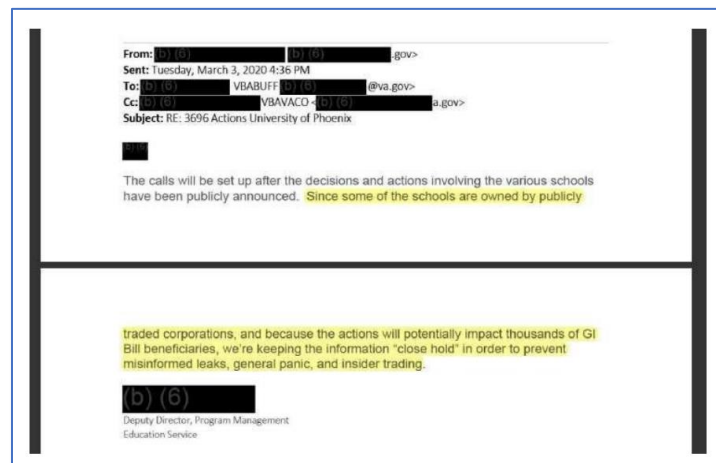 From: (b) (6) (b) (6) .gov>
Sent: Tuesday, March 3, 2020 4:36 PM
To: (b) (6) VBABUFF (b) (6) @va.gov>
Cc: (b) (6) VBAVACO <(b) (6) a.gov>
Subject: RE: 3696 Actions University of Phoenix
(b) (6)
The calls will be set up after the decisions and actions involving the various schools
have been publicly announced. Since some of the schools are owned by publicly
traded corporations, and because the actions will potentially impact thousands of GI
Bill beneficiaries, we're keeping the information "close hold" in order to prevent
misinformed leaks, general panic, and insider trading.
(b) (6)
Deputy Director, Program Management
Education Service